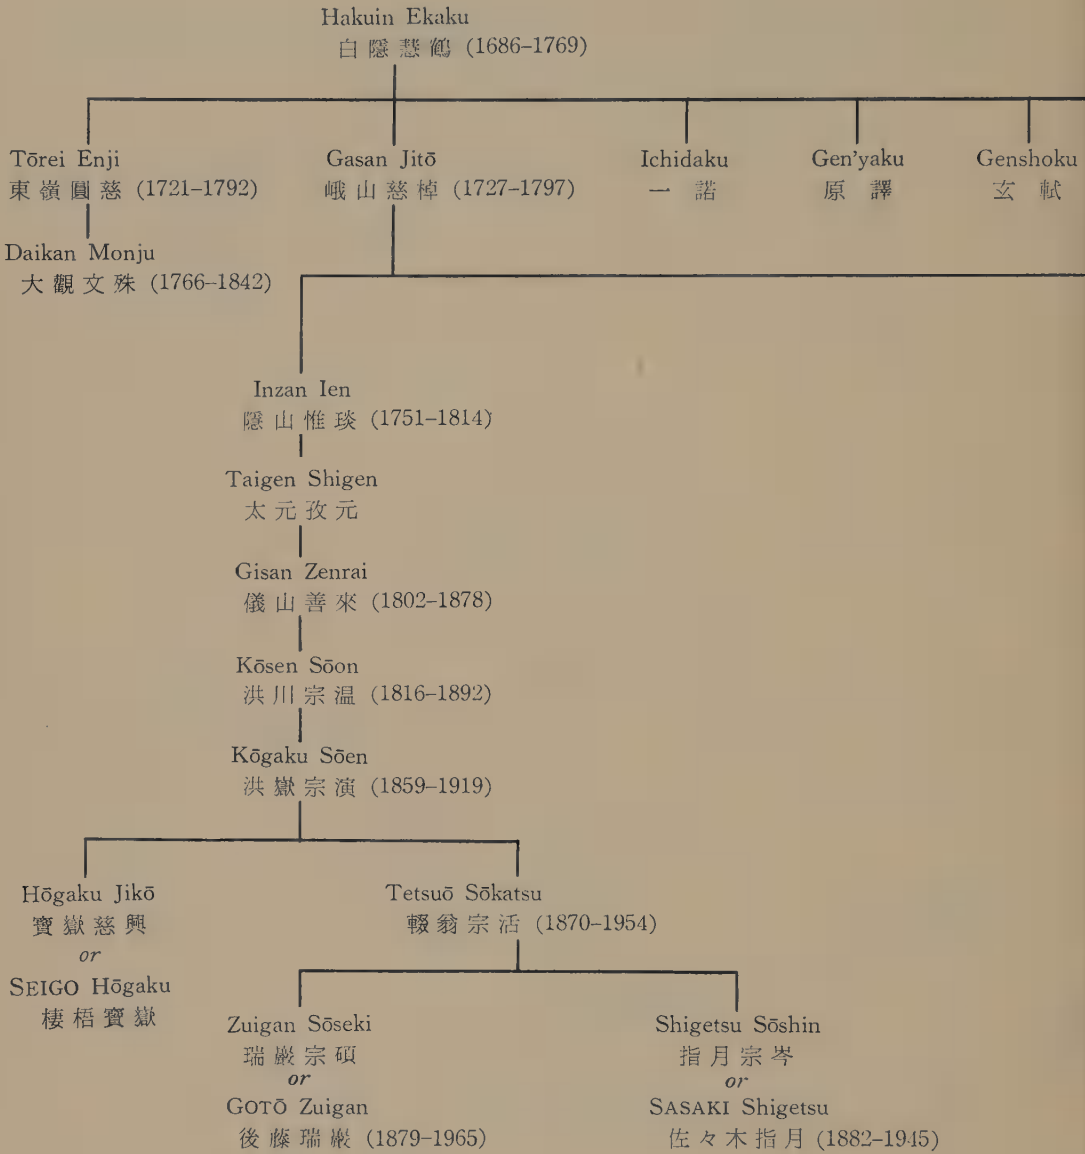 Hakuin Ekaku
白隱慧鶴 (1686–1769)
Tōrei Enji
東嶺圓慈 (1721–1792)
Gasan Jitō
峨山慈棹 (1727–1797)
Ichidaku
一諾
Gen'yaku
原譯
Genshoku
玄軾
Daikan Monju
大觀文殊 (1766–1842)
Inzan Ien
隱山惟琰 (1751–1814)
Taigen Shigen
太元孜元
Gisan Zenrai
儀山善來 (1802–1878)
Kōsen Sōon
洪川宗温 (1816–1892)
Kōgaku Sōen
洪嶽宗演 (1859–1919)
Hōgaku Jikō
寶嶽慈興
or
SEIGO Hōgaku
棲梧寶嶽
Tetsuō Sōkatsu
輟翁宗活 (1870–1954)
Zuigan Sōseki
瑞巖宗碩
or
GOTŌ Zuigan
後藤瑞巖 (1879–1965)
Shigetsu Sōshin
指月宗岑
or
SASAKI Shigetsu
佐々木指月 (1882–1945)